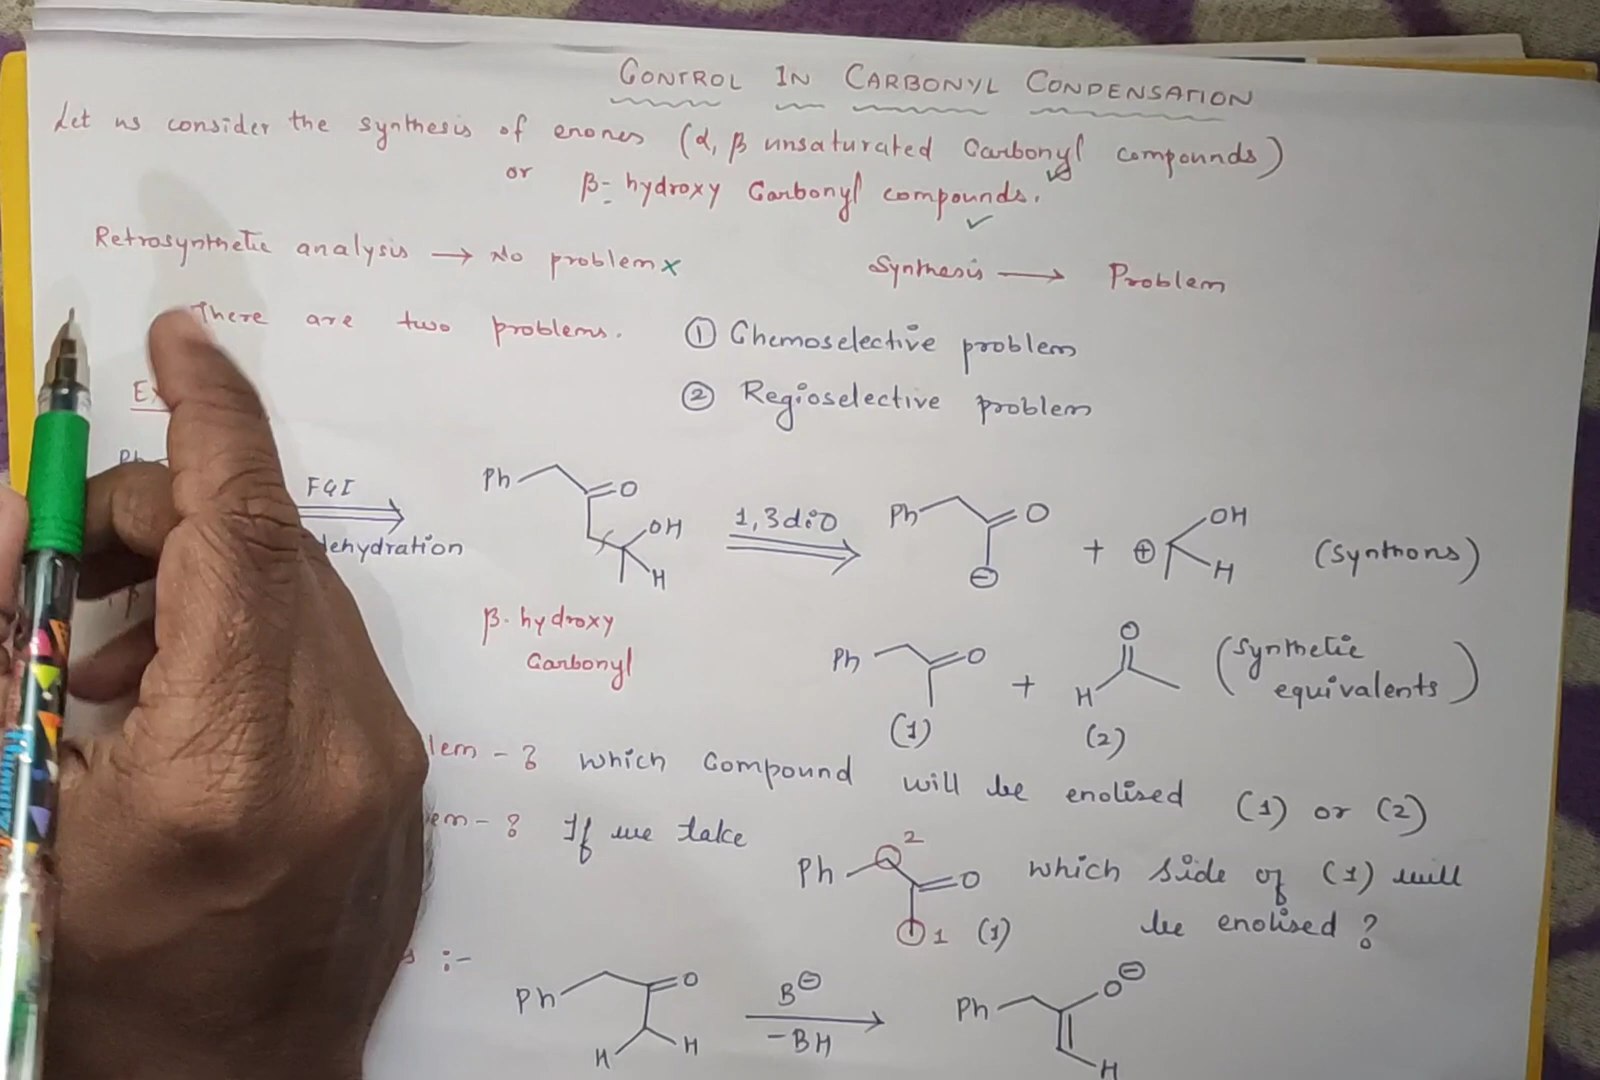 CONTROL IN CARBONYL CONDENSATION
Let us consider the synthesis of enones (α, β unsaturated Carbonyl compounds)
or β-hydroxy Carbonyl compounds.
Retrosynthetic analysis → No problem x Synthesis → Problem
There are two problems. ① Chemoselective problem
② Regioselective problem
Ph
FGI
dehydration
Ph O OH H
1,3 diO
Ph O ⊖ + ⊕ OH H (Synthons)
β-hydroxy
Carbonyl
Ph O + H O (Synthetic
equivalents)
(1) (2)
lem - ? which compound will be enolised (1) or (2)
em - ? If we take Ph 2 O 1 (1) which side of (1) will
be enolised ?
s :-
Ph O H H B⊖ -BH Ph O⊖ H